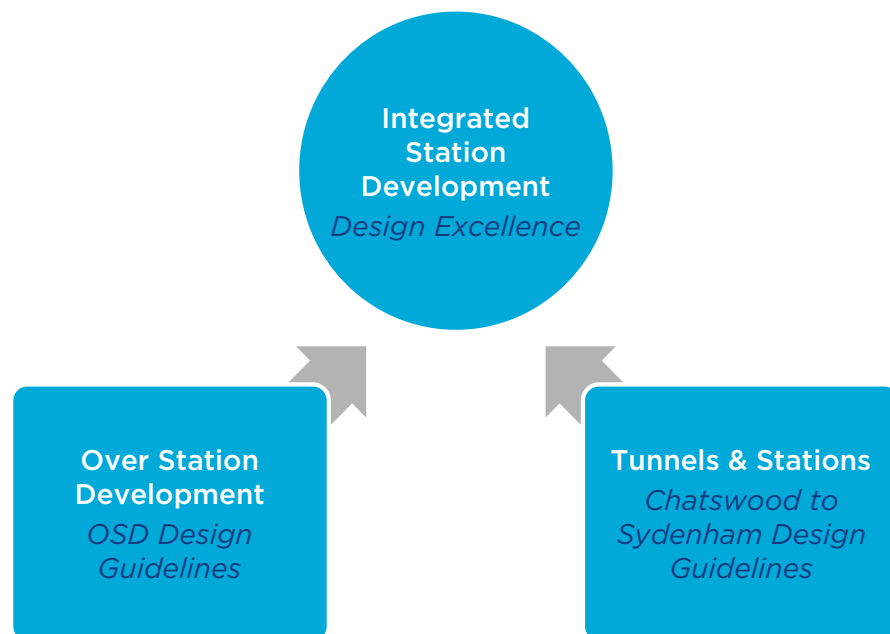 Integrated
Station
Development
Design Excellence
Over Station
Development
OSD Design
Guidelines
Tunnels & Stations
Chatswood to
Sydenham Design
Guidelines